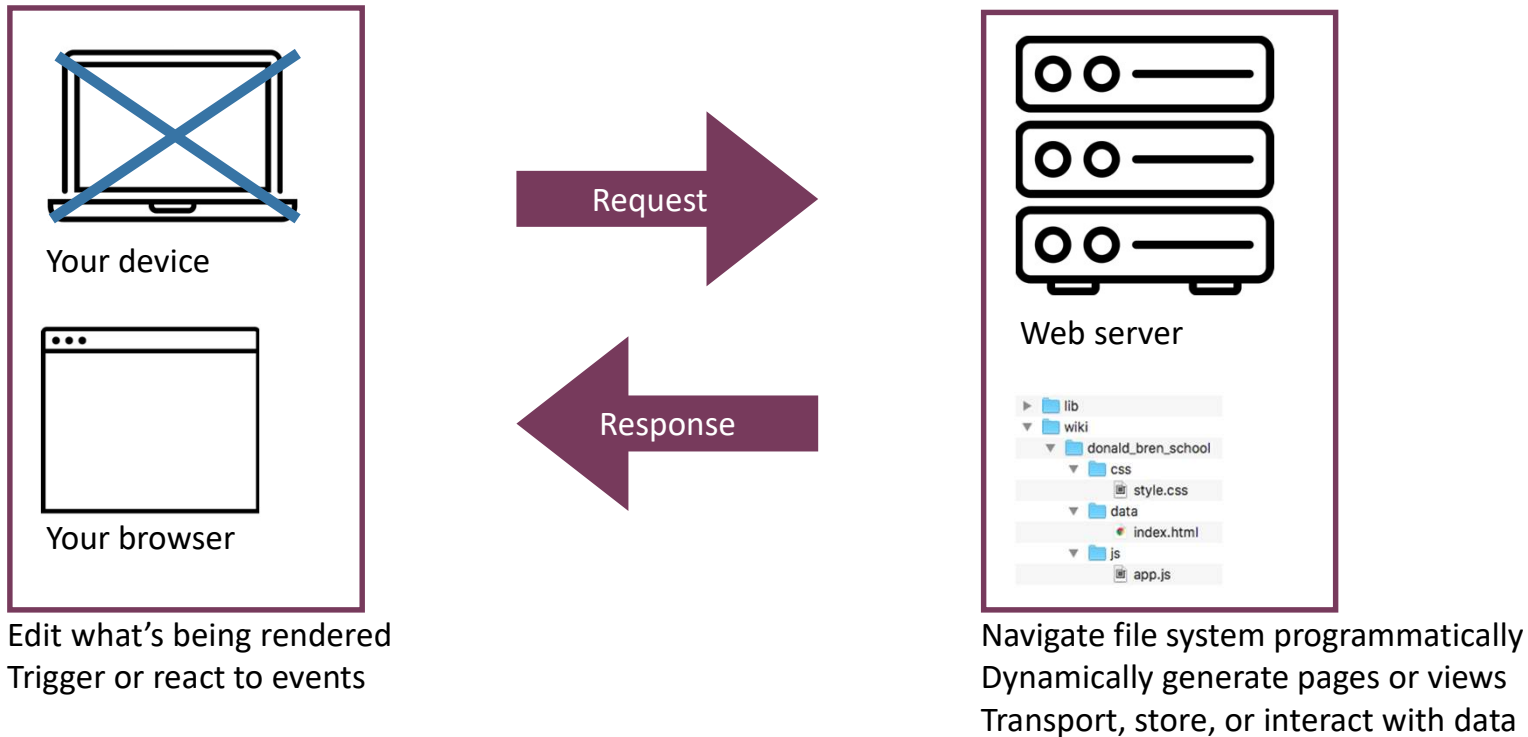 Your device
Your browser
Edit what's being rendered
Trigger or react to events
Request
Response
Web server
lib
wiki
donald_bren_school
css
style.css
data
index.html
js
app.js
Navigate file system programmatically
Dynamically generate pages or views
Transport, store, or interact with data